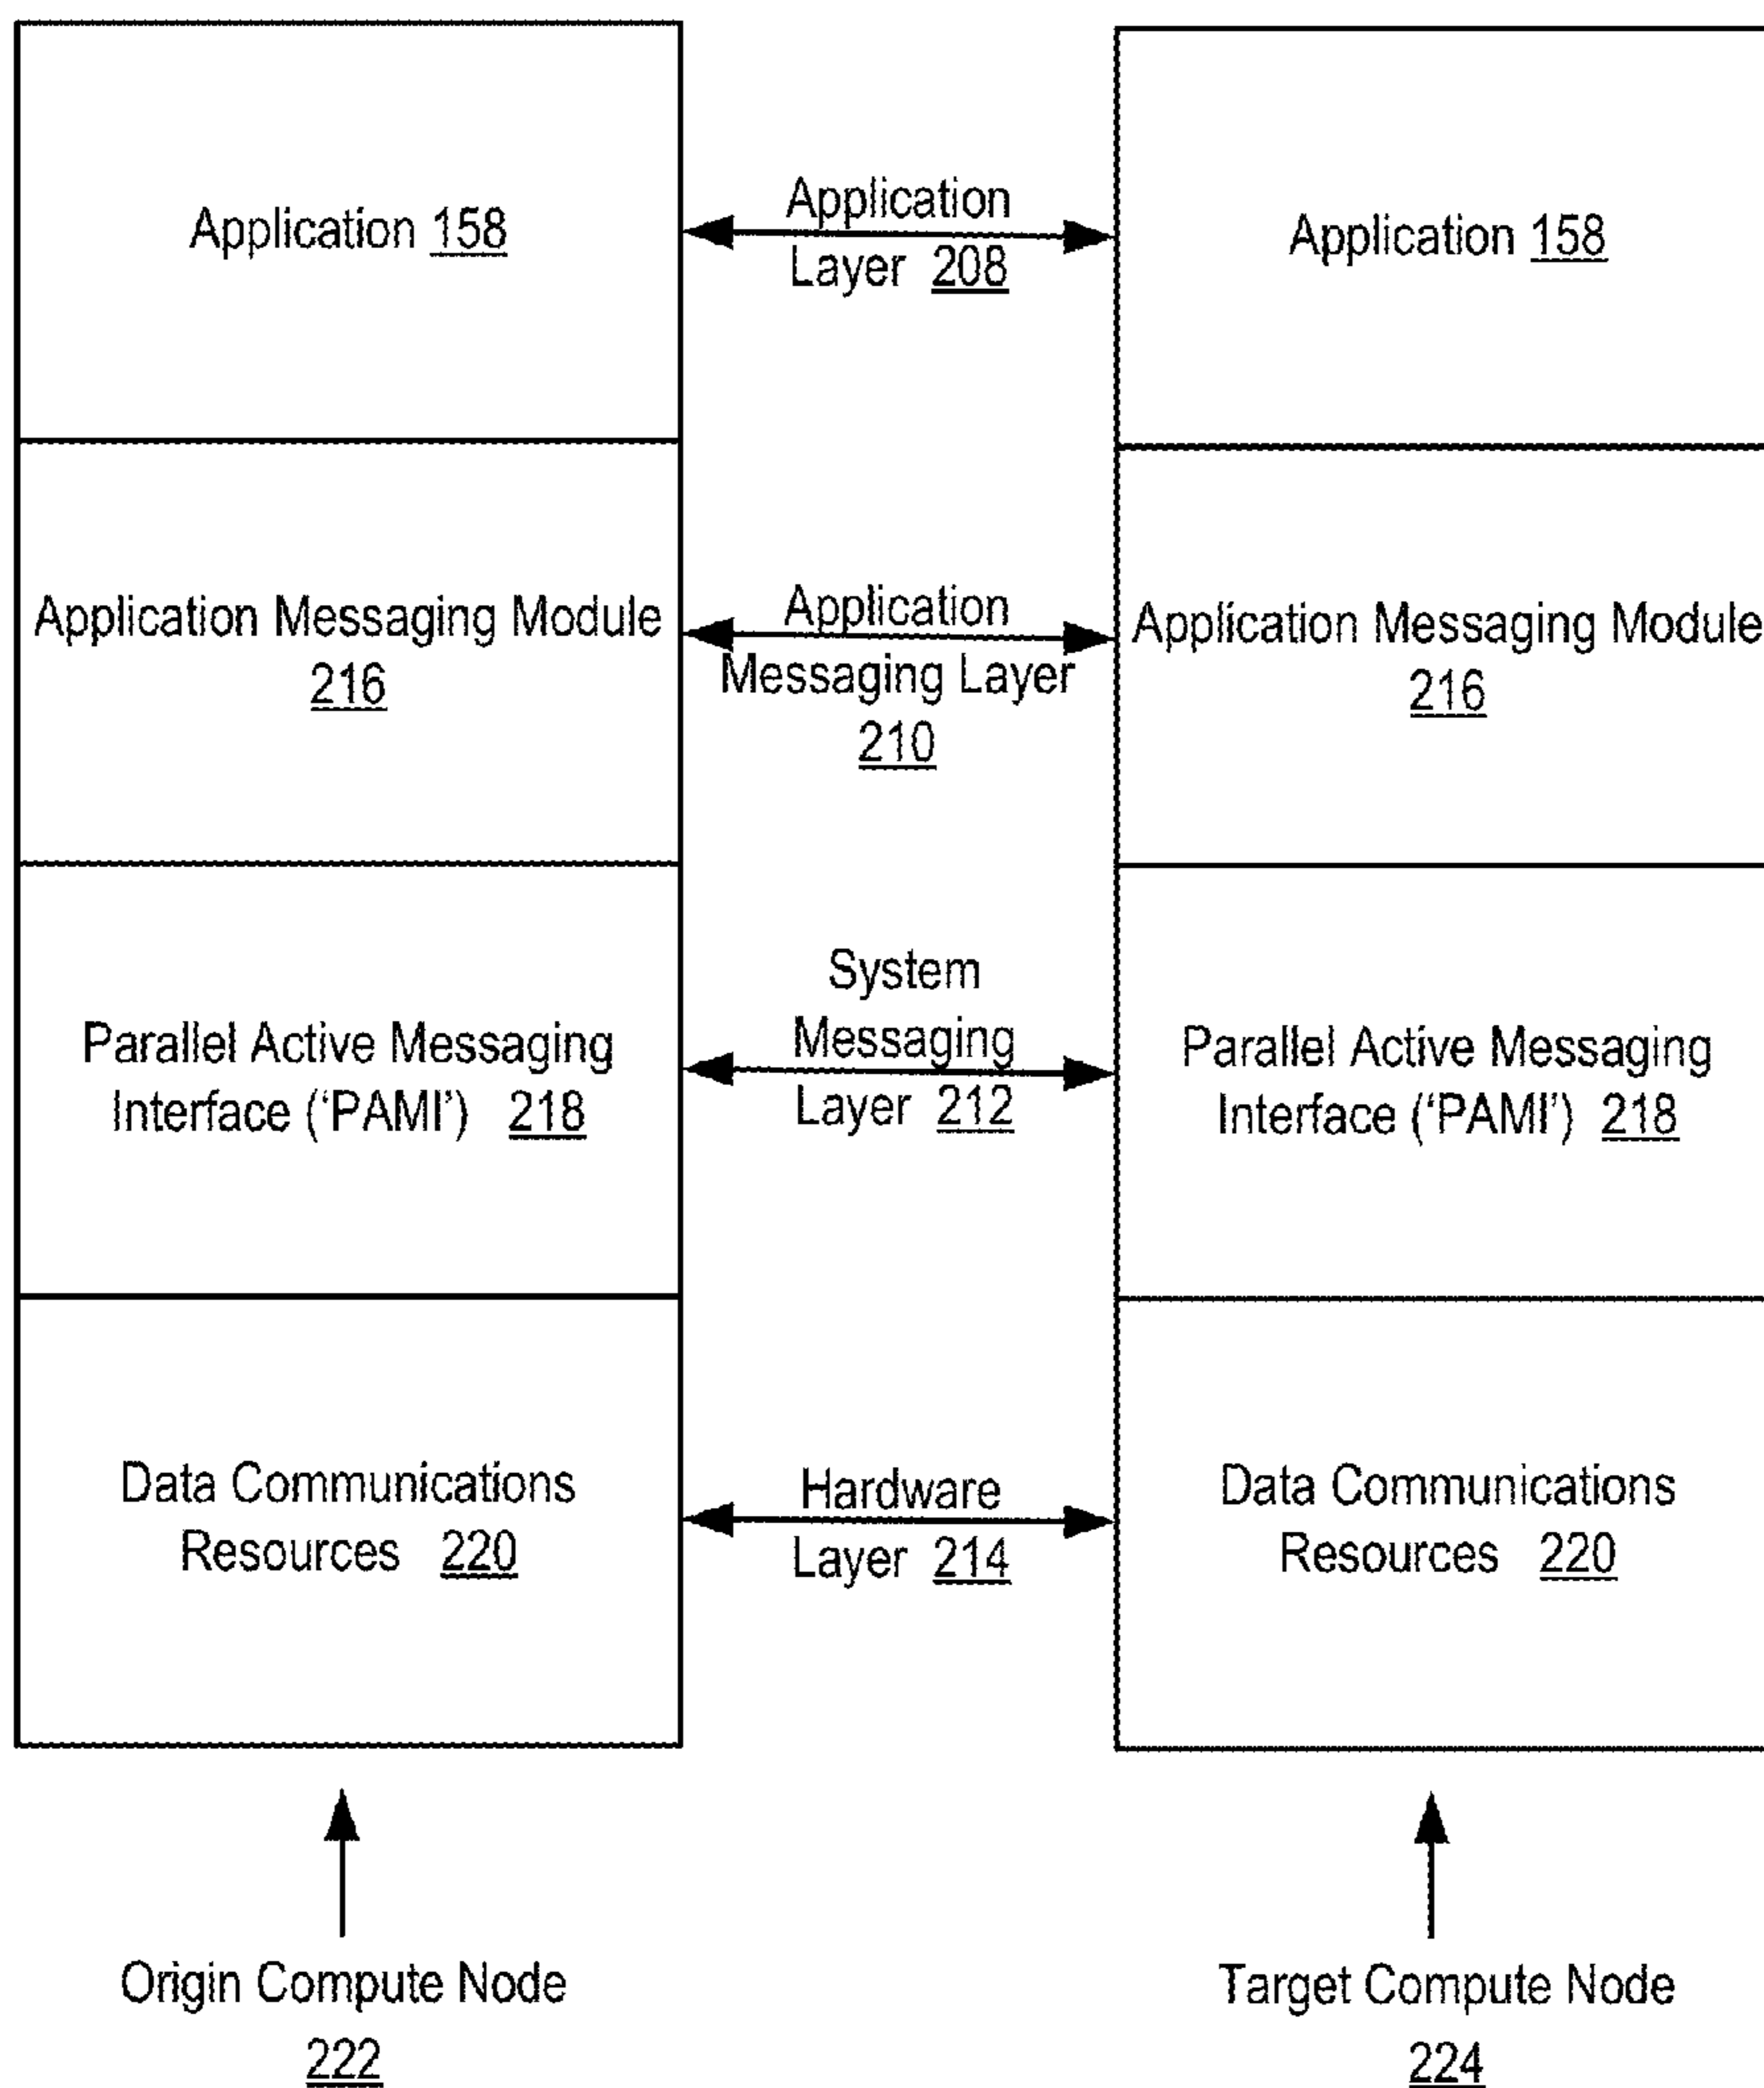 Application 158
Application
Layer 208
Application 158
Application Messaging Module
216
Application
Messaging Layer
210
Application Messaging Module
216
Parallel Active Messaging
Interface (‘PAMI’) 218
System
Messaging
Layer 212
Parallel Active Messaging
Interface (‘PAMI’) 218
Data Communications
Resources 220
Hardware
Layer 214
Data Communications
Resources 220
Origin Compute Node
222
Target Compute Node
224